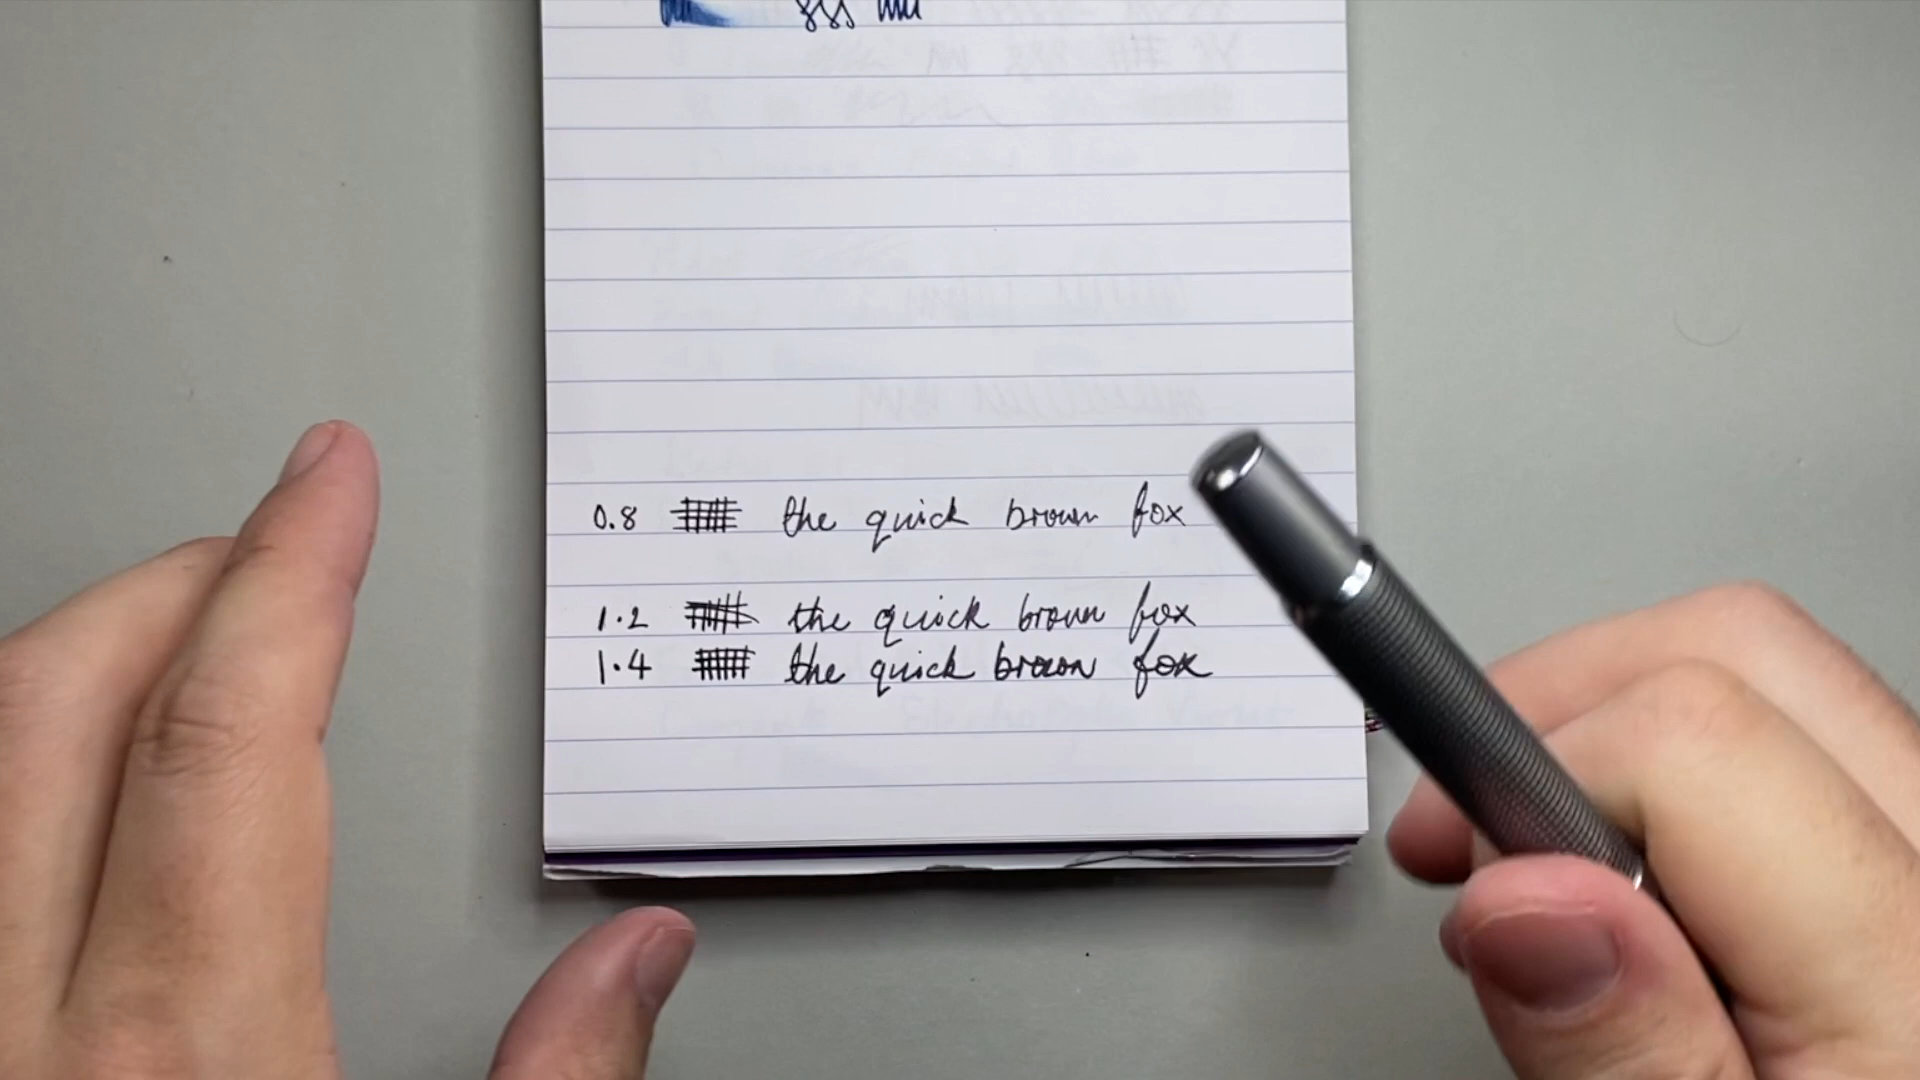 0.8 the quick brown fox
1.2 the quick brown fox
1.4 the quick brown fox